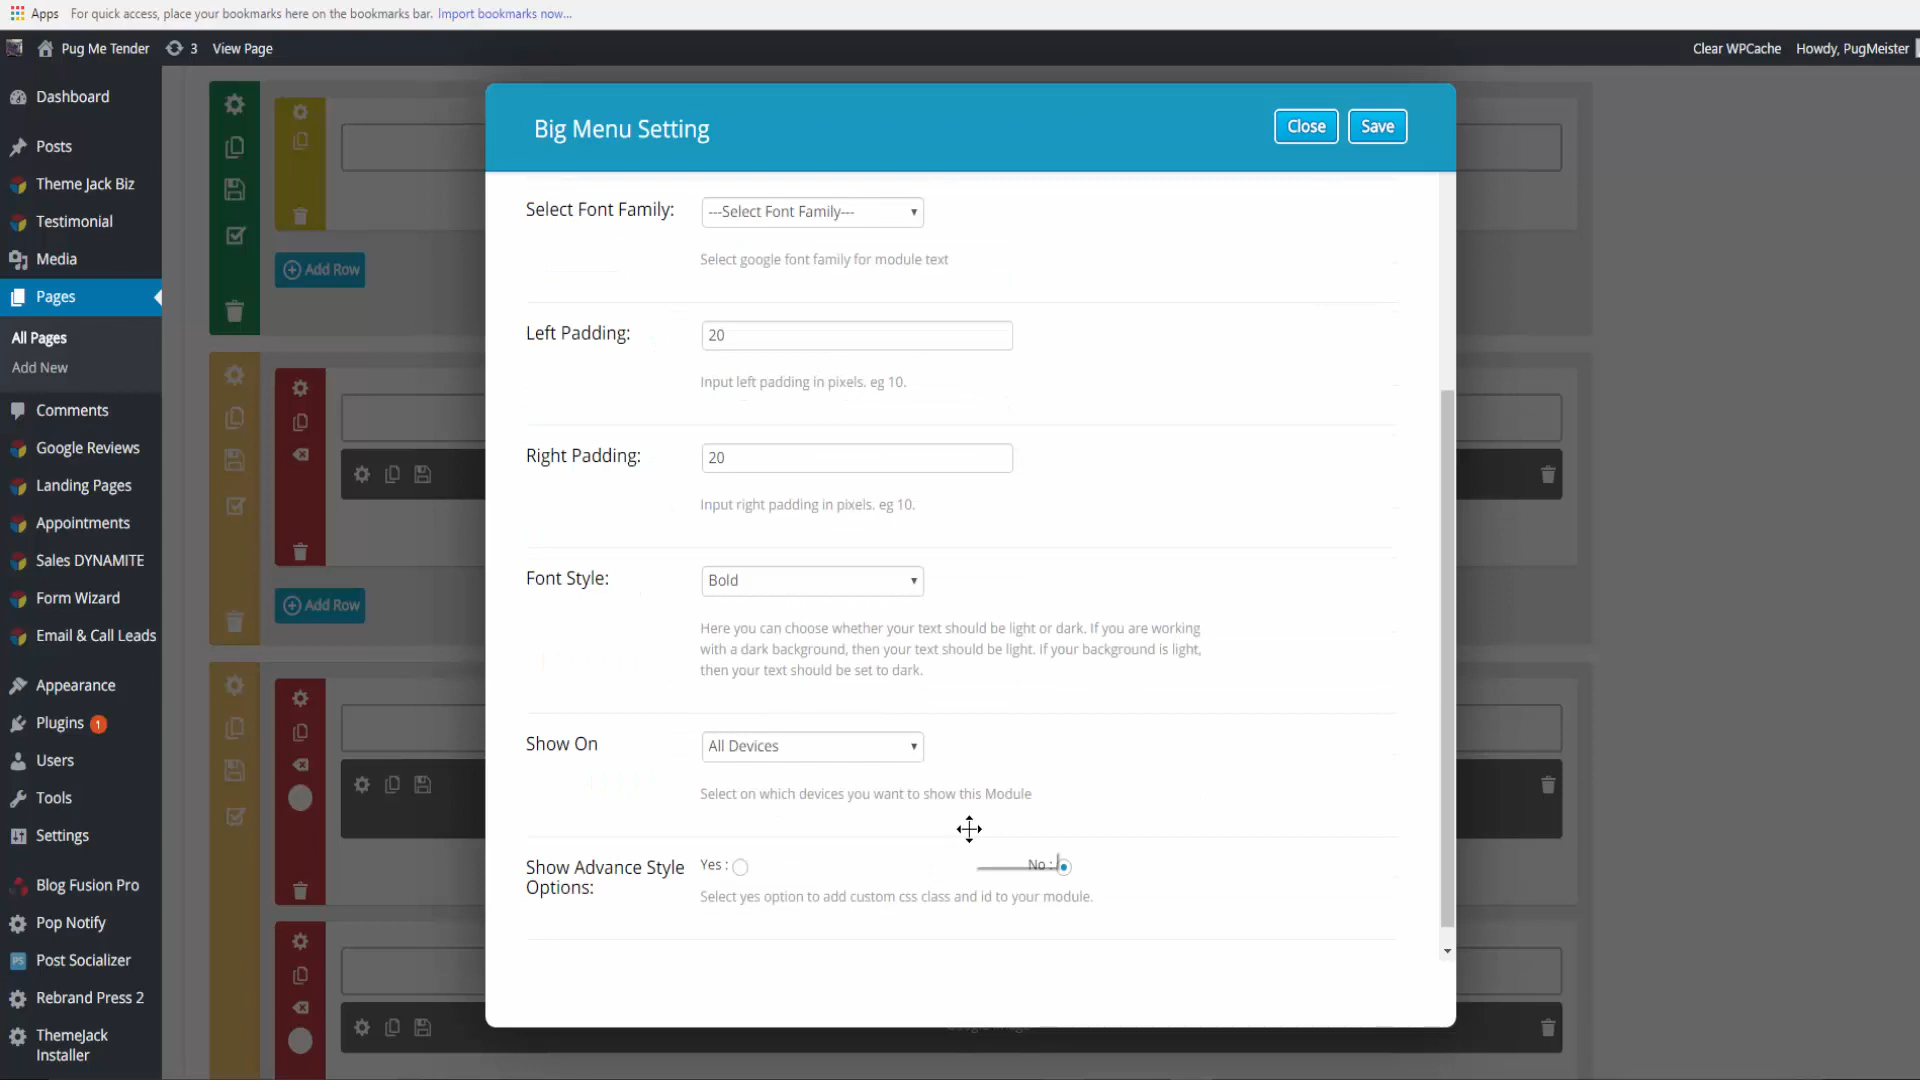 Apps For quick access, place your bookmarks here on the bookmarks bar. Import bookmarks now...
Pug Me Tender 3 View Page Clear WPCache Howdy, PugMeister
Dashboard
Posts
Theme Jack Biz
Testimonial
Media
Pages
All Pages
Add New
Comments
Google Reviews
Landing Pages
Appointments
Sales DYNAMITE
Form Wizard
Email & Call Leads
Appearance
Plugins 1
Users
Tools
Settings
Blog Fusion Pro
Pop Notify
PS Post Socializer
Rebrand Press 2
ThemeJack
Installer
Add Row
Add Row
Big Menu Setting Close Save
Select Font Family: ---Select Font Family---
Select google font family for module text
Left Padding: 20
Input left padding in pixels. eg 10.
Right Padding: 20
Input right padding in pixels. eg 10.
Font Style: Bold
Here you can choose whether your text should be light or dark. If you are working
with a dark background, then your text should be light. If your background is light,
then your text should be set to dark.
Show On All Devices
Select on which devices you want to show this Module
Show Advance Style Yes : No :
Options:
Select yes option to add custom css class and id to your module.